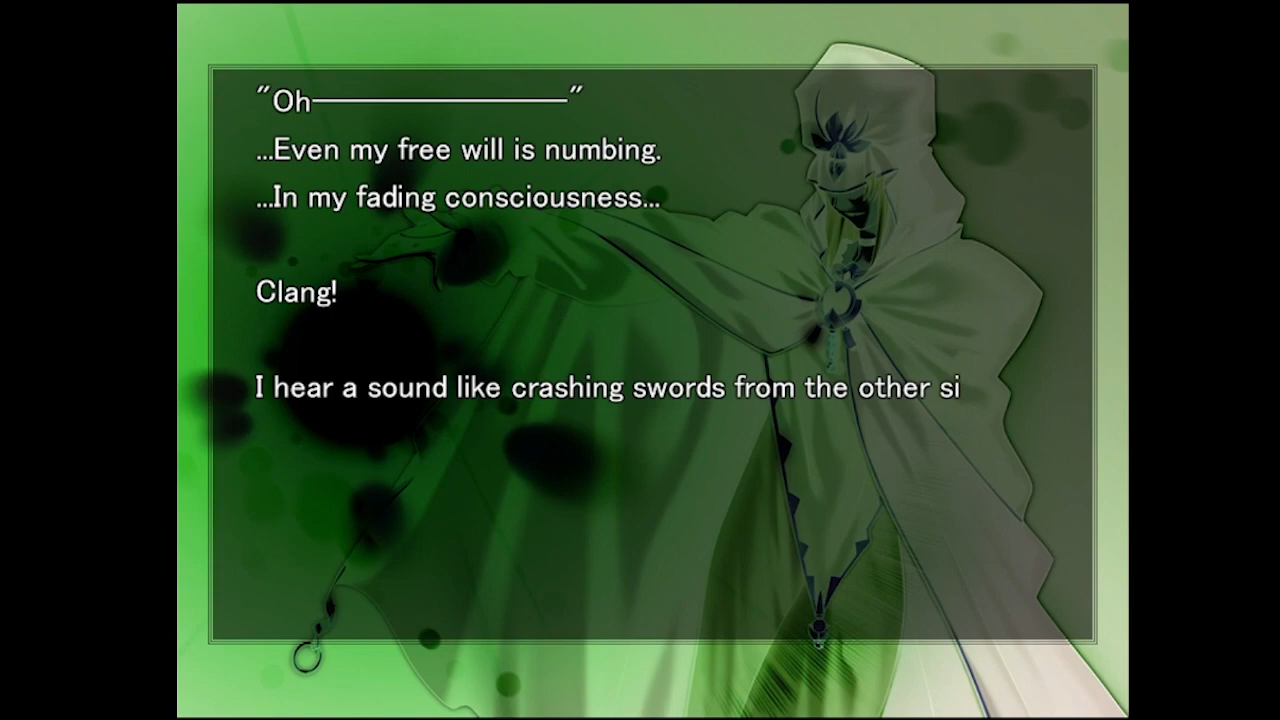 "Oh―――――――――"
...Even my free will is numbing.
...In my fading consciousness...
Clang!
I hear a sound like crashing swords from the other si